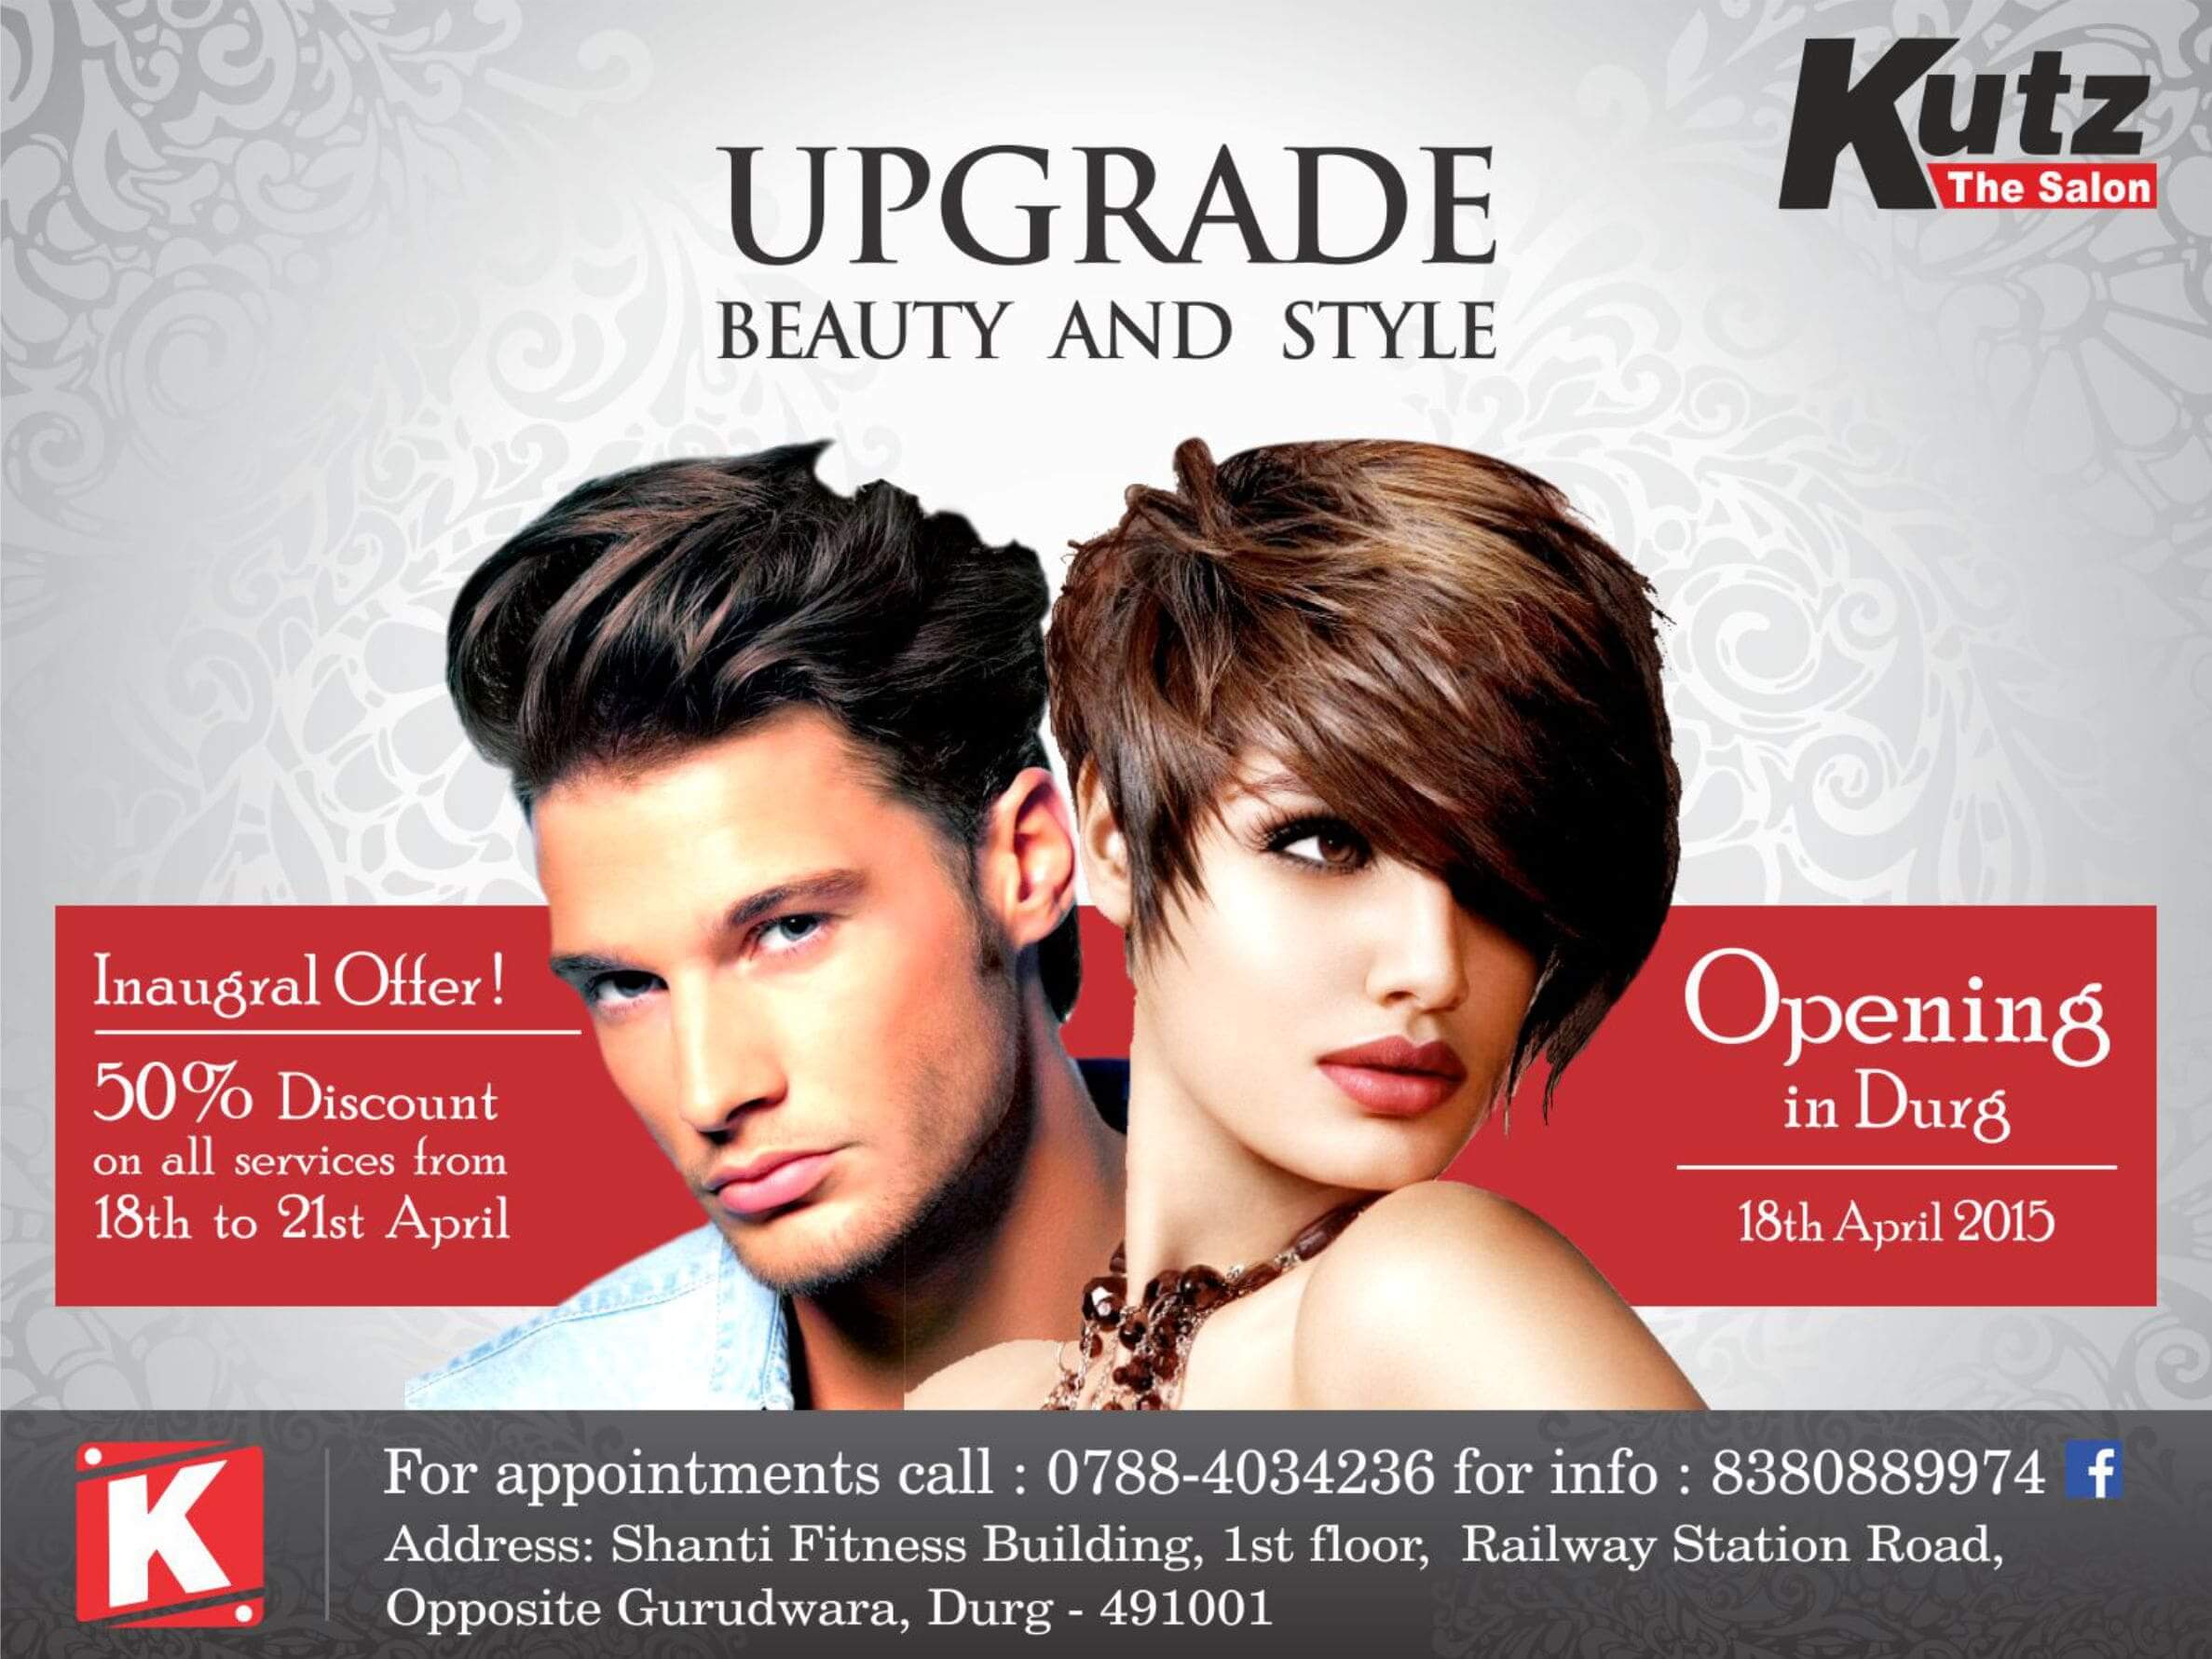 Kutz
The Salon
UPGRADE
BEAUTY AND STYLE
Inaugral Offer!
50% Discount
on all services from
18th to 21st April
Opening
in Durg
18th April 2015
K
For appointments call : 0788-4034236 for info : 8380889974 f
Address: Shanti Fitness Building, 1st floor, Railway Station Road,
Opposite Gurudwara, Durg - 491001